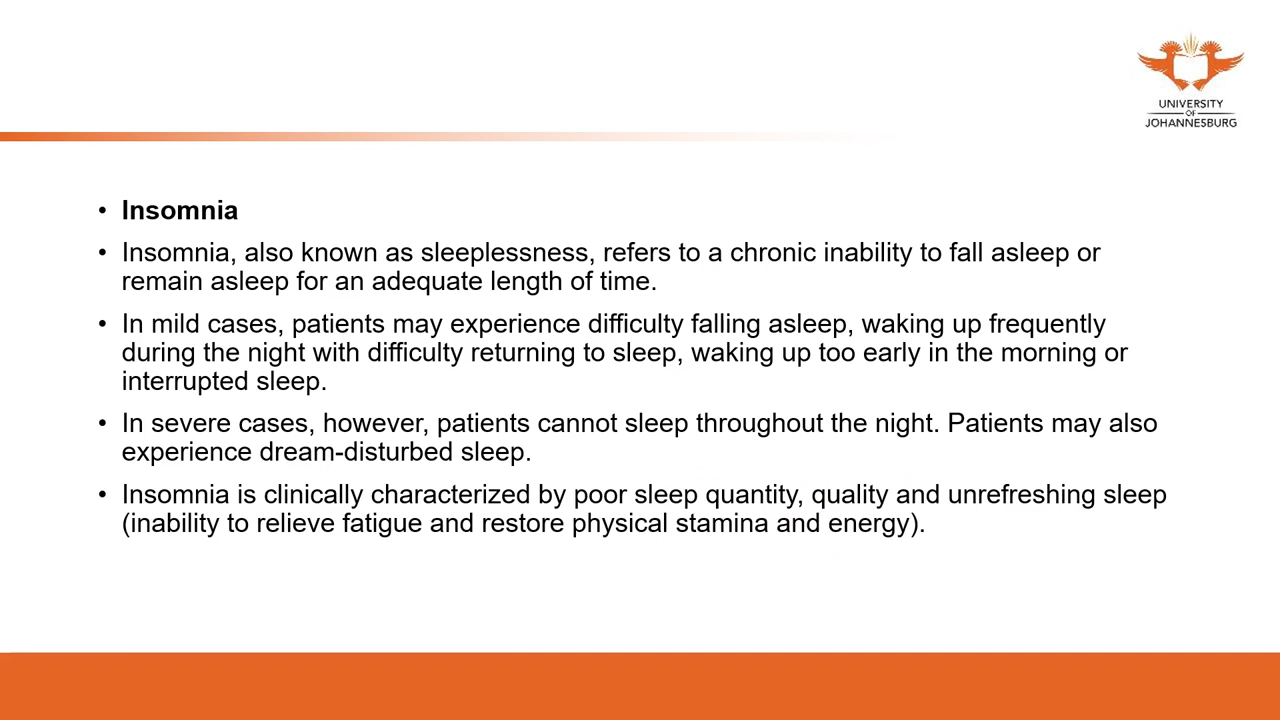 UNIVERSITY
OF
JOHANNESBURG
• Insomnia
• Insomnia, also known as sleeplessness, refers to a chronic inability to fall asleep or
remain asleep for an adequate length of time.
• In mild cases, patients may experience difficulty falling asleep, waking up frequently
during the night with difficulty returning to sleep, waking up too early in the morning or
interrupted sleep.
• In severe cases, however, patients cannot sleep throughout the night. Patients may also
experience dream-disturbed sleep.
• Insomnia is clinically characterized by poor sleep quantity, quality and unrefreshing sleep
(inability to relieve fatigue and restore physical stamina and energy).